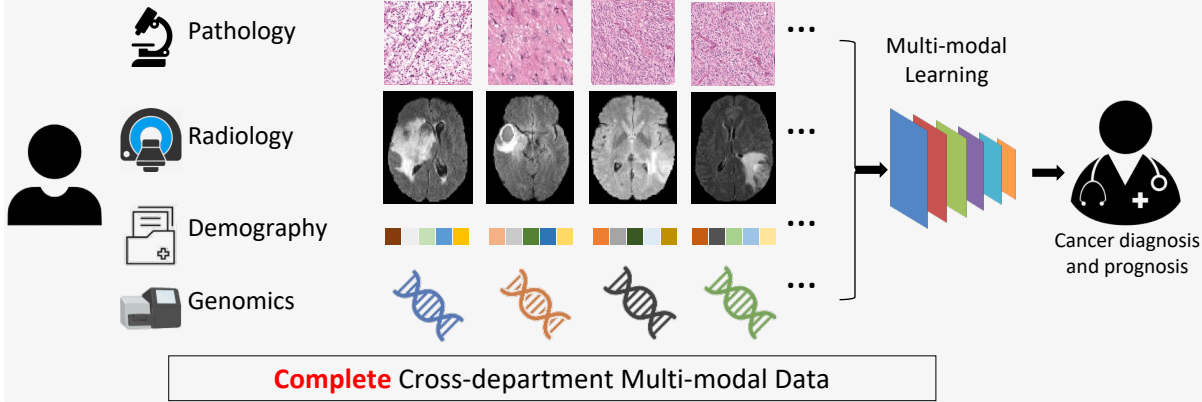 Pathology
...
Multi-modal
Learning
Radiology
...
Demography
...
Cancer diagnosis
and prognosis
Genomics
...
Complete Cross-department Multi-modal Data